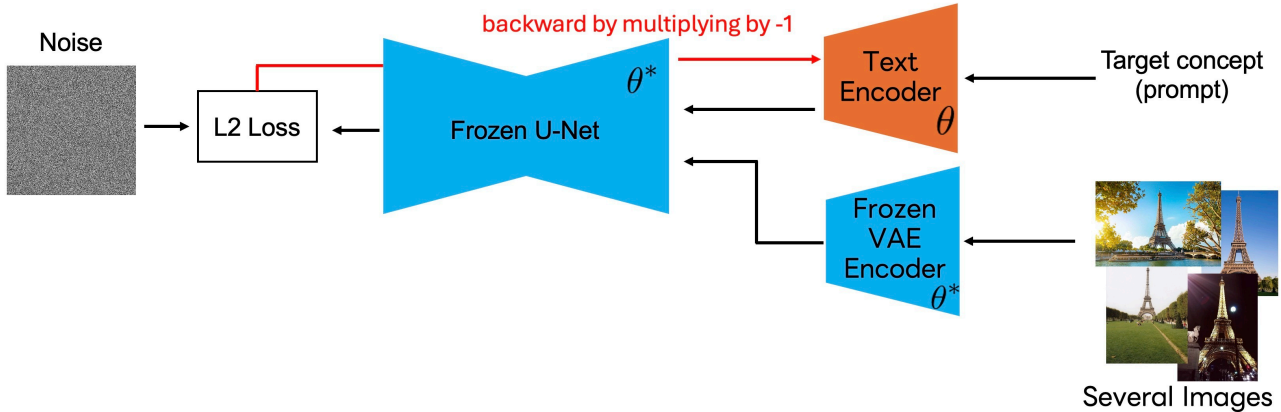 backward by multiplying by -1
Noise
L2 Loss
Frozen U-Net
θ*
Text
Encoder
θ
Target concept
(prompt)
Frozen
VAE
Encoder
θ*
Several Images